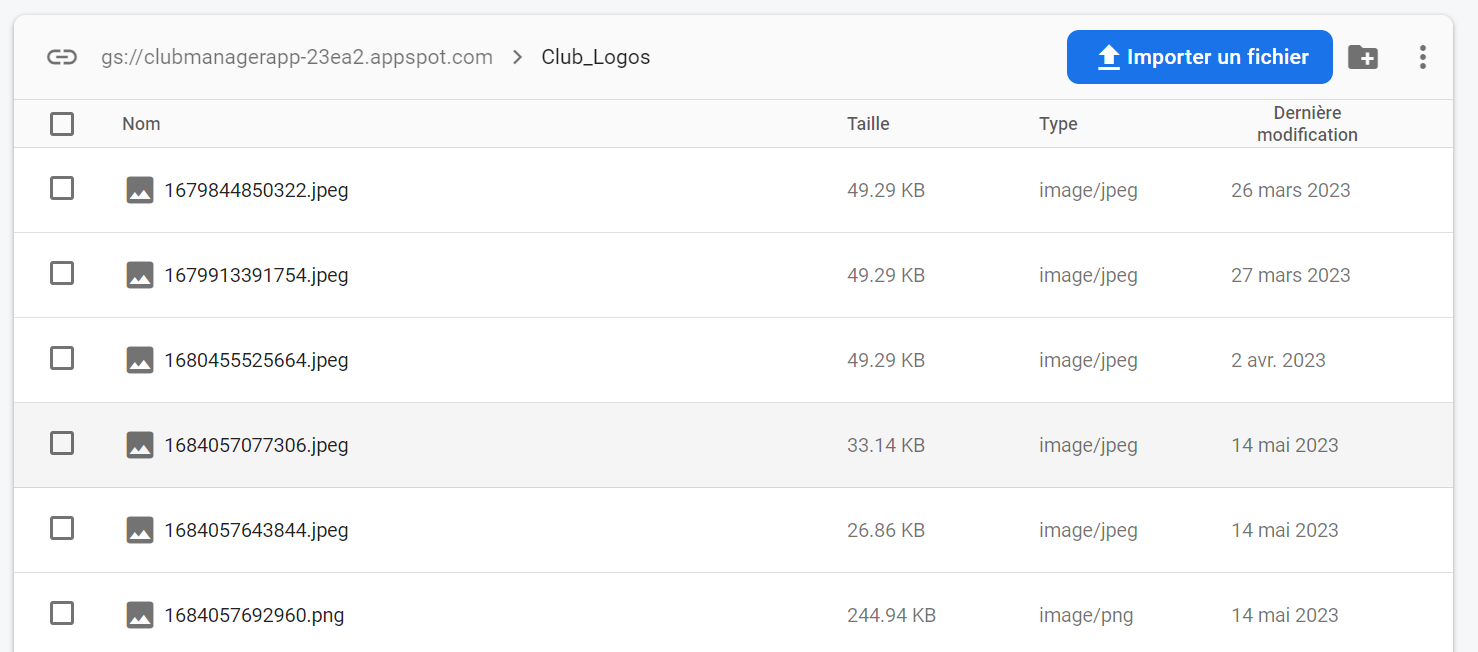 gs://clubmanagerapp-23ea2.appspot.com > Club_Logos Importer un fichier
Nom Taille Type Dernière modification
1679844850322.jpeg 49.29 KB image/jpeg 26 mars 2023
1679913391754.jpeg 49.29 KB image/jpeg 27 mars 2023
1680455525664.jpeg 49.29 KB image/jpeg 2 avr. 2023
1684057077306.jpeg 33.14 KB image/jpeg 14 mai 2023
1684057643844.jpeg 26.86 KB image/jpeg 14 mai 2023
1684057692960.png 244.94 KB image/png 14 mai 2023